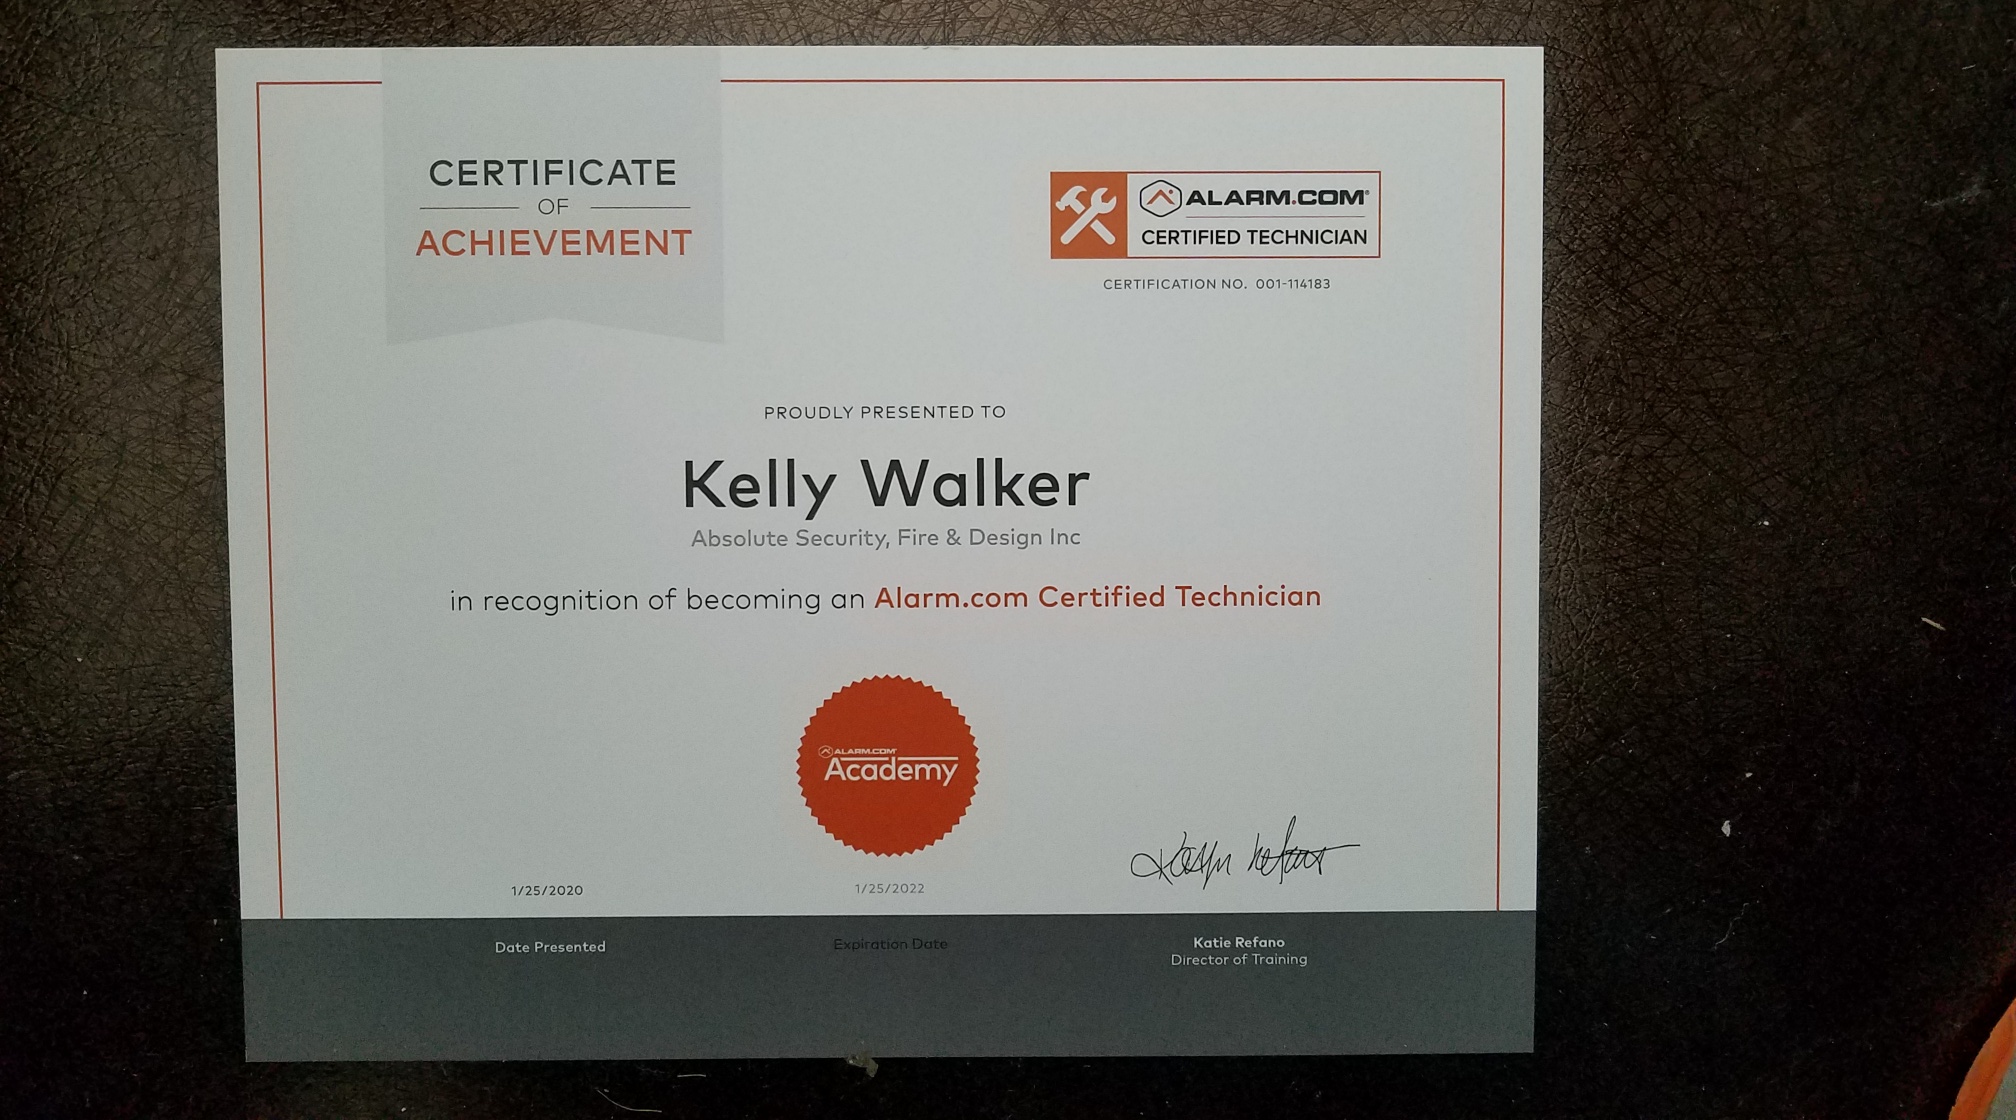 CERTIFICATE
OF
ACHIEVEMENT
ALARM.COM®
CERTIFIED TECHNICIAN
CERTIFICATION NO. 001-114183
PROUDLY PRESENTED TO
Kelly Walker
Absolute Security, Fire & Design Inc
in recognition of becoming an Alarm.com Certified Technician
ALARM.COM
Academy
1/25/2020
1/25/2022
Date Presented
Expiration Date
Katie Refano
Director of Training